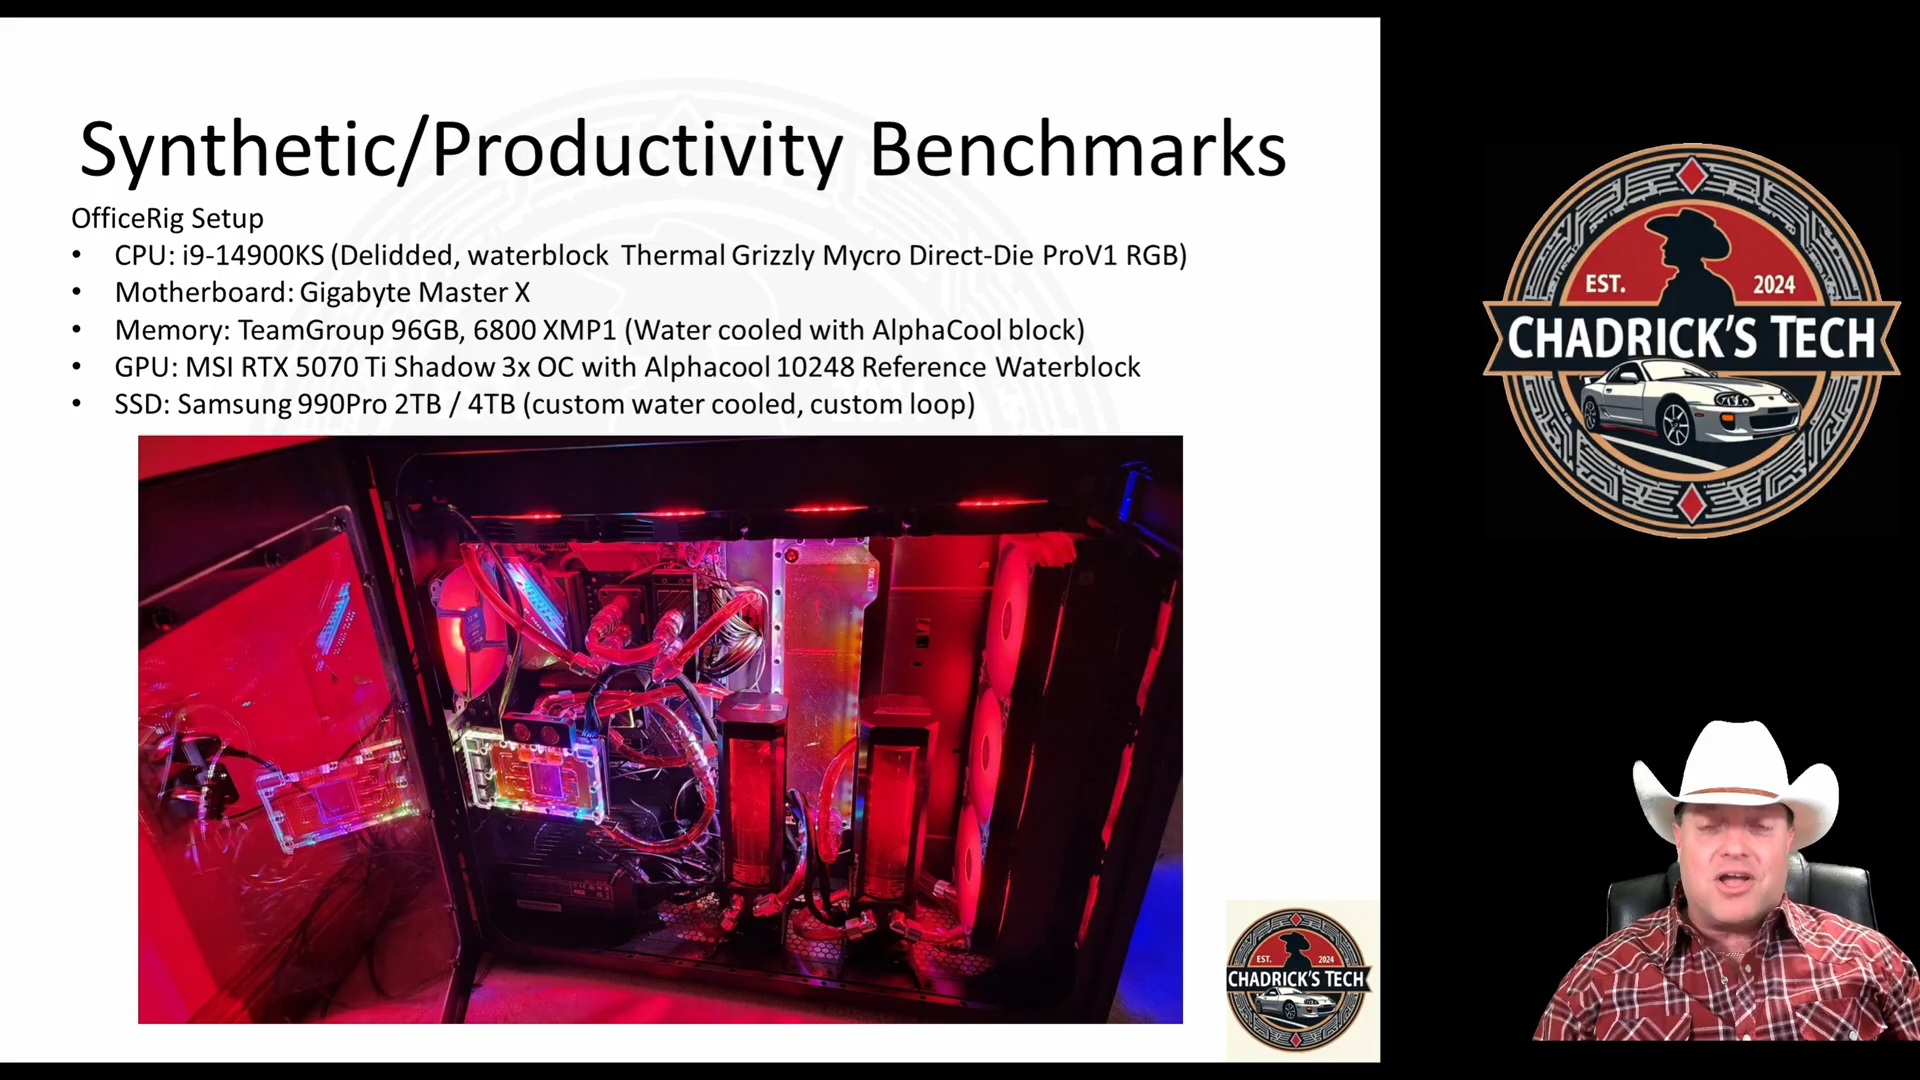 Synthetic/Productivity Benchmarks
OfficeRig Setup
• CPU: i9-14900KS (Delidded, waterblock Thermal Grizzly Mycro Direct-Die ProV1 RGB)
• Motherboard: Gigabyte Master X
• Memory: TeamGroup 96GB, 6800 XMP1 (Water cooled with AlphaCool block)
• GPU: MSI RTX 5070 Ti Shadow 3x OC with Alphacool 10248 Reference Waterblock
• SSD: Samsung 990Pro 2TB / 4TB (custom water cooled, custom loop)
EST. 2024
CHADRICK'S TECH
EST. 2024
CHADRICK'S TECH